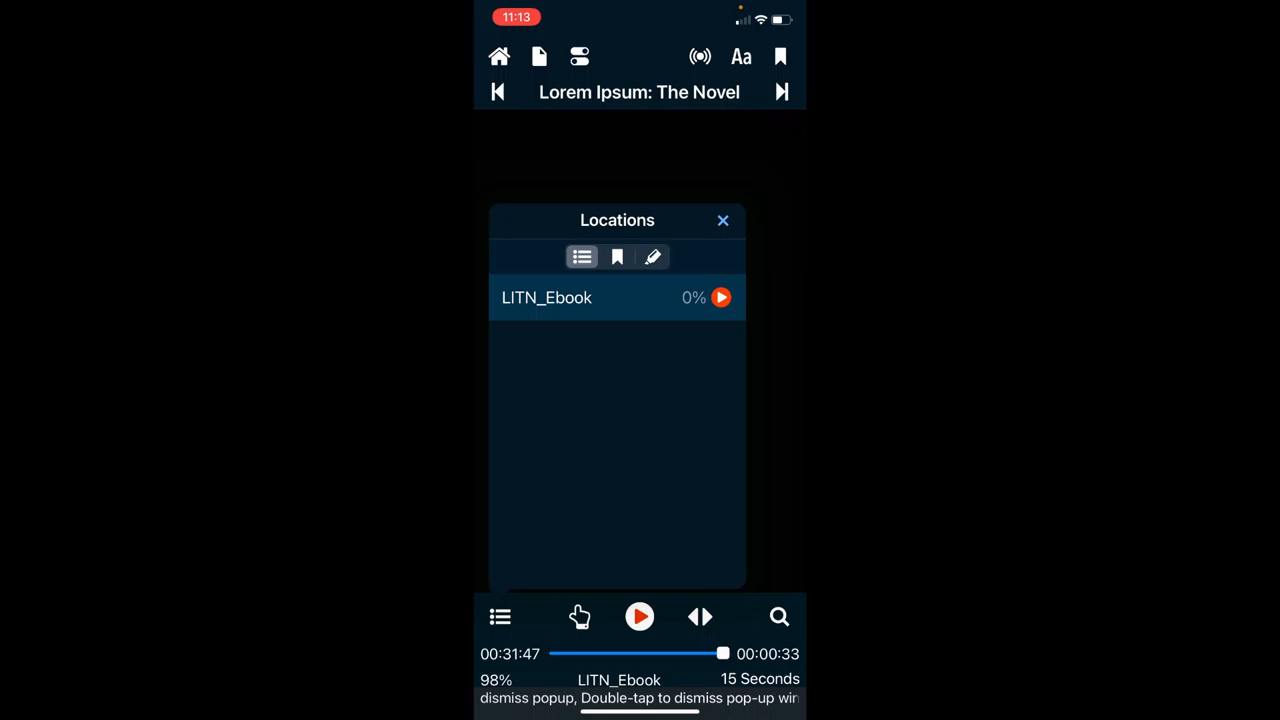 11:13
Aa
Lorem Ipsum: The Novel
Locations
LITN_Ebook 0%
00:31:47 00:00:33
98% LITN_Ebook 15 Seconds
dismiss popup, Double-tap to dismiss pop-up win